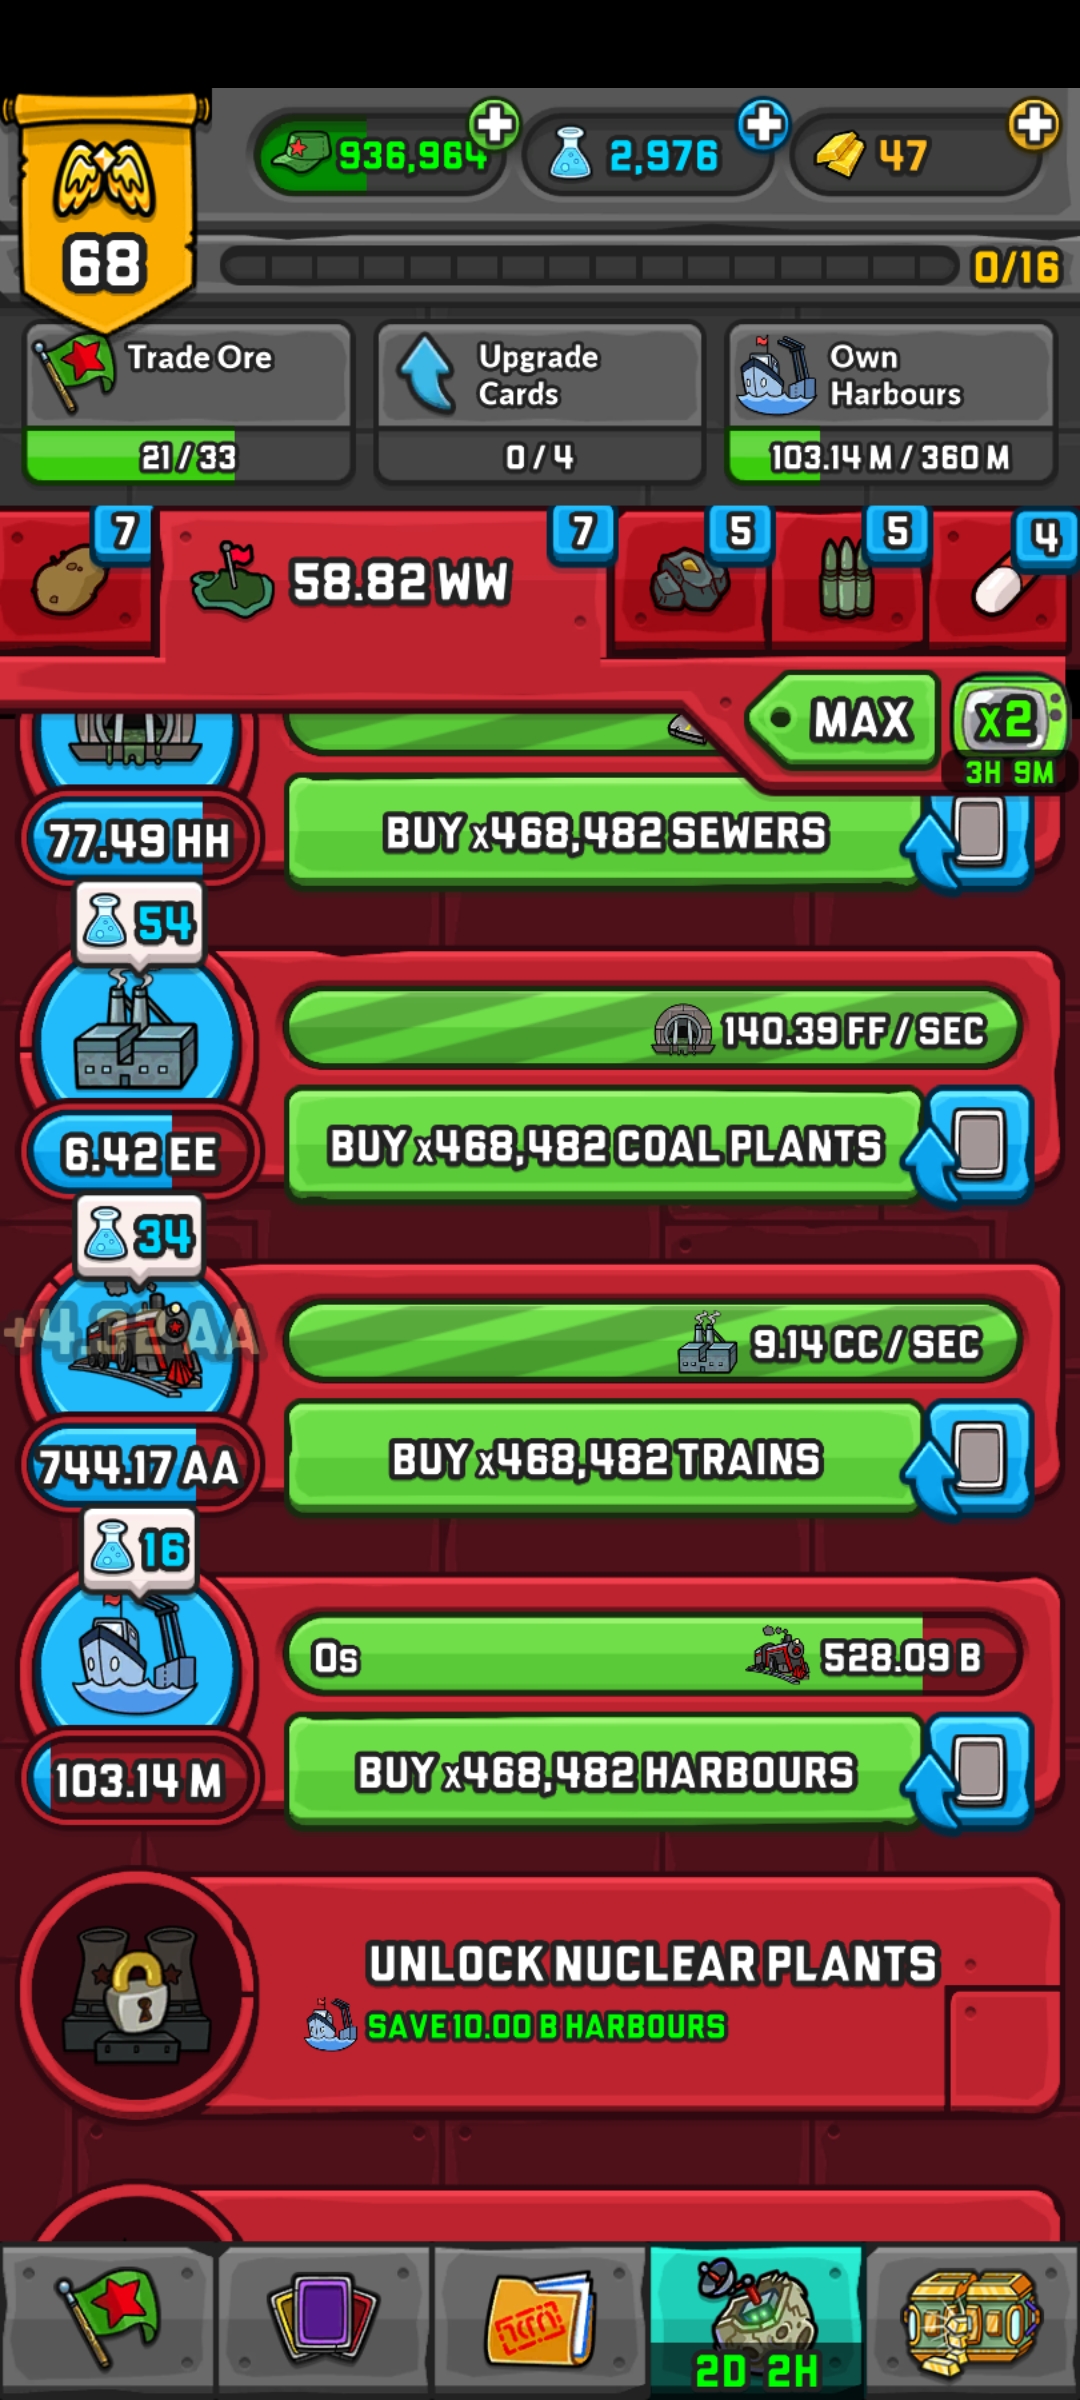 936,964
2,976
47
68
0/16
Trade Ore
21/33
Upgrade
Cards
0/4
Own
Harbours
103.14 M / 360 M
7
58.82 WW
7
5
5
4
MAX
x2
3H 9M
77.49 HH
BUY x468,482 SEWERS
54
140.39 FF / SEC
6.42 EE
BUY x468,482 COAL PLANTS
34
9.14 CC / SEC
744.17 AA
BUY x468,482 TRAINS
16
0s
528.09 B
103.14 M
BUY x468,482 HARBOURS
UNLOCK NUCLEAR PLANTS
SAVE 10.00 B HARBOURS
2D 2H